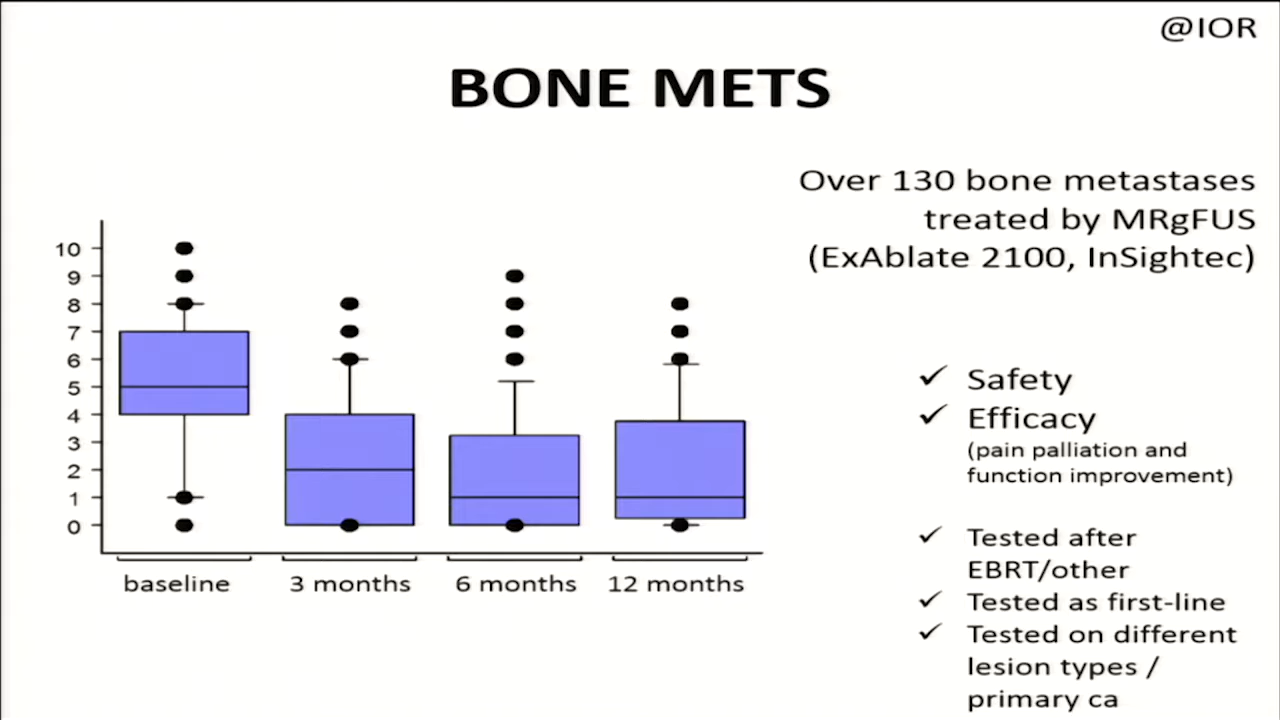 @IOR
BONE METS
Over 130 bone metastases
treated by MRgFUS
(ExAblate 2100, InSightec)
10
9
8
7
6
5
4
3
2
1
0
baseline
3 months
6 months
12 months
✓ Safety
✓ Efficacy
(pain palliation and
function improvement)
✓ Tested after
EBRT/other
✓ Tested as first-line
✓ Tested on different
lesion types /
primary ca